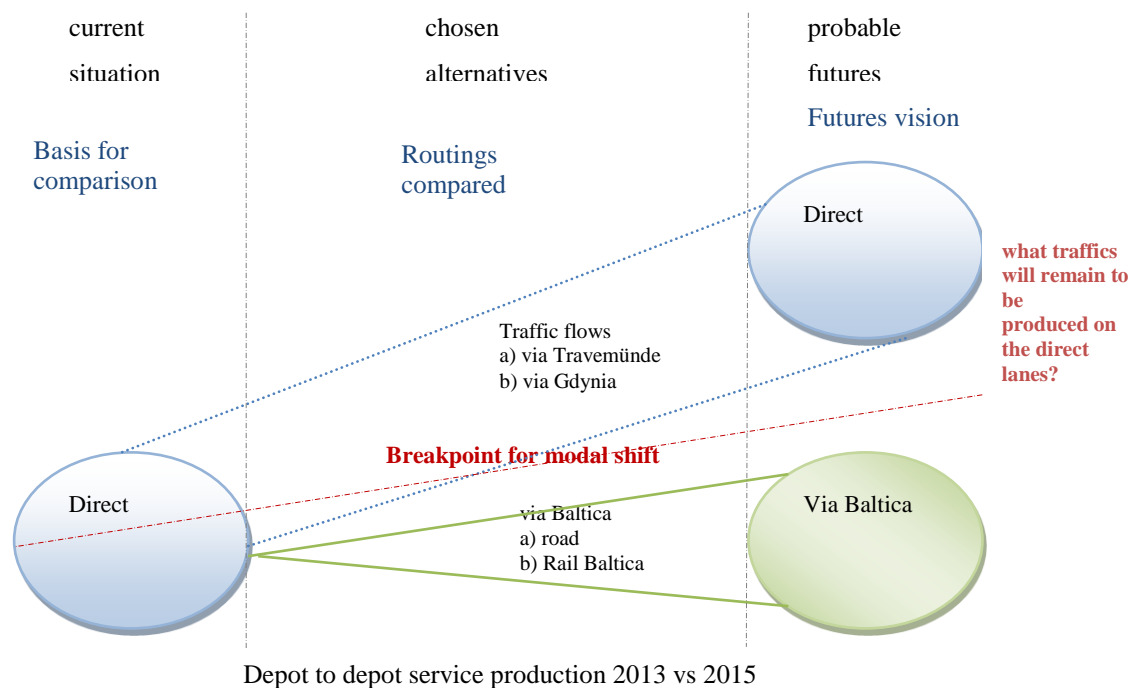 current
situation
chosen
alternatives
probable
futures
Basis for
comparison
Routings
compared
Futures vision
Direct
what traffics
will remain to
be
produced on
the direct
lanes?
Traffic flows
a) via Travemünde
b) via Gdynia
Breakpoint for modal shift
Direct
via Baltica
a) road
b) Rail Baltica
Via Baltica
Depot to depot service production 2013 vs 2015